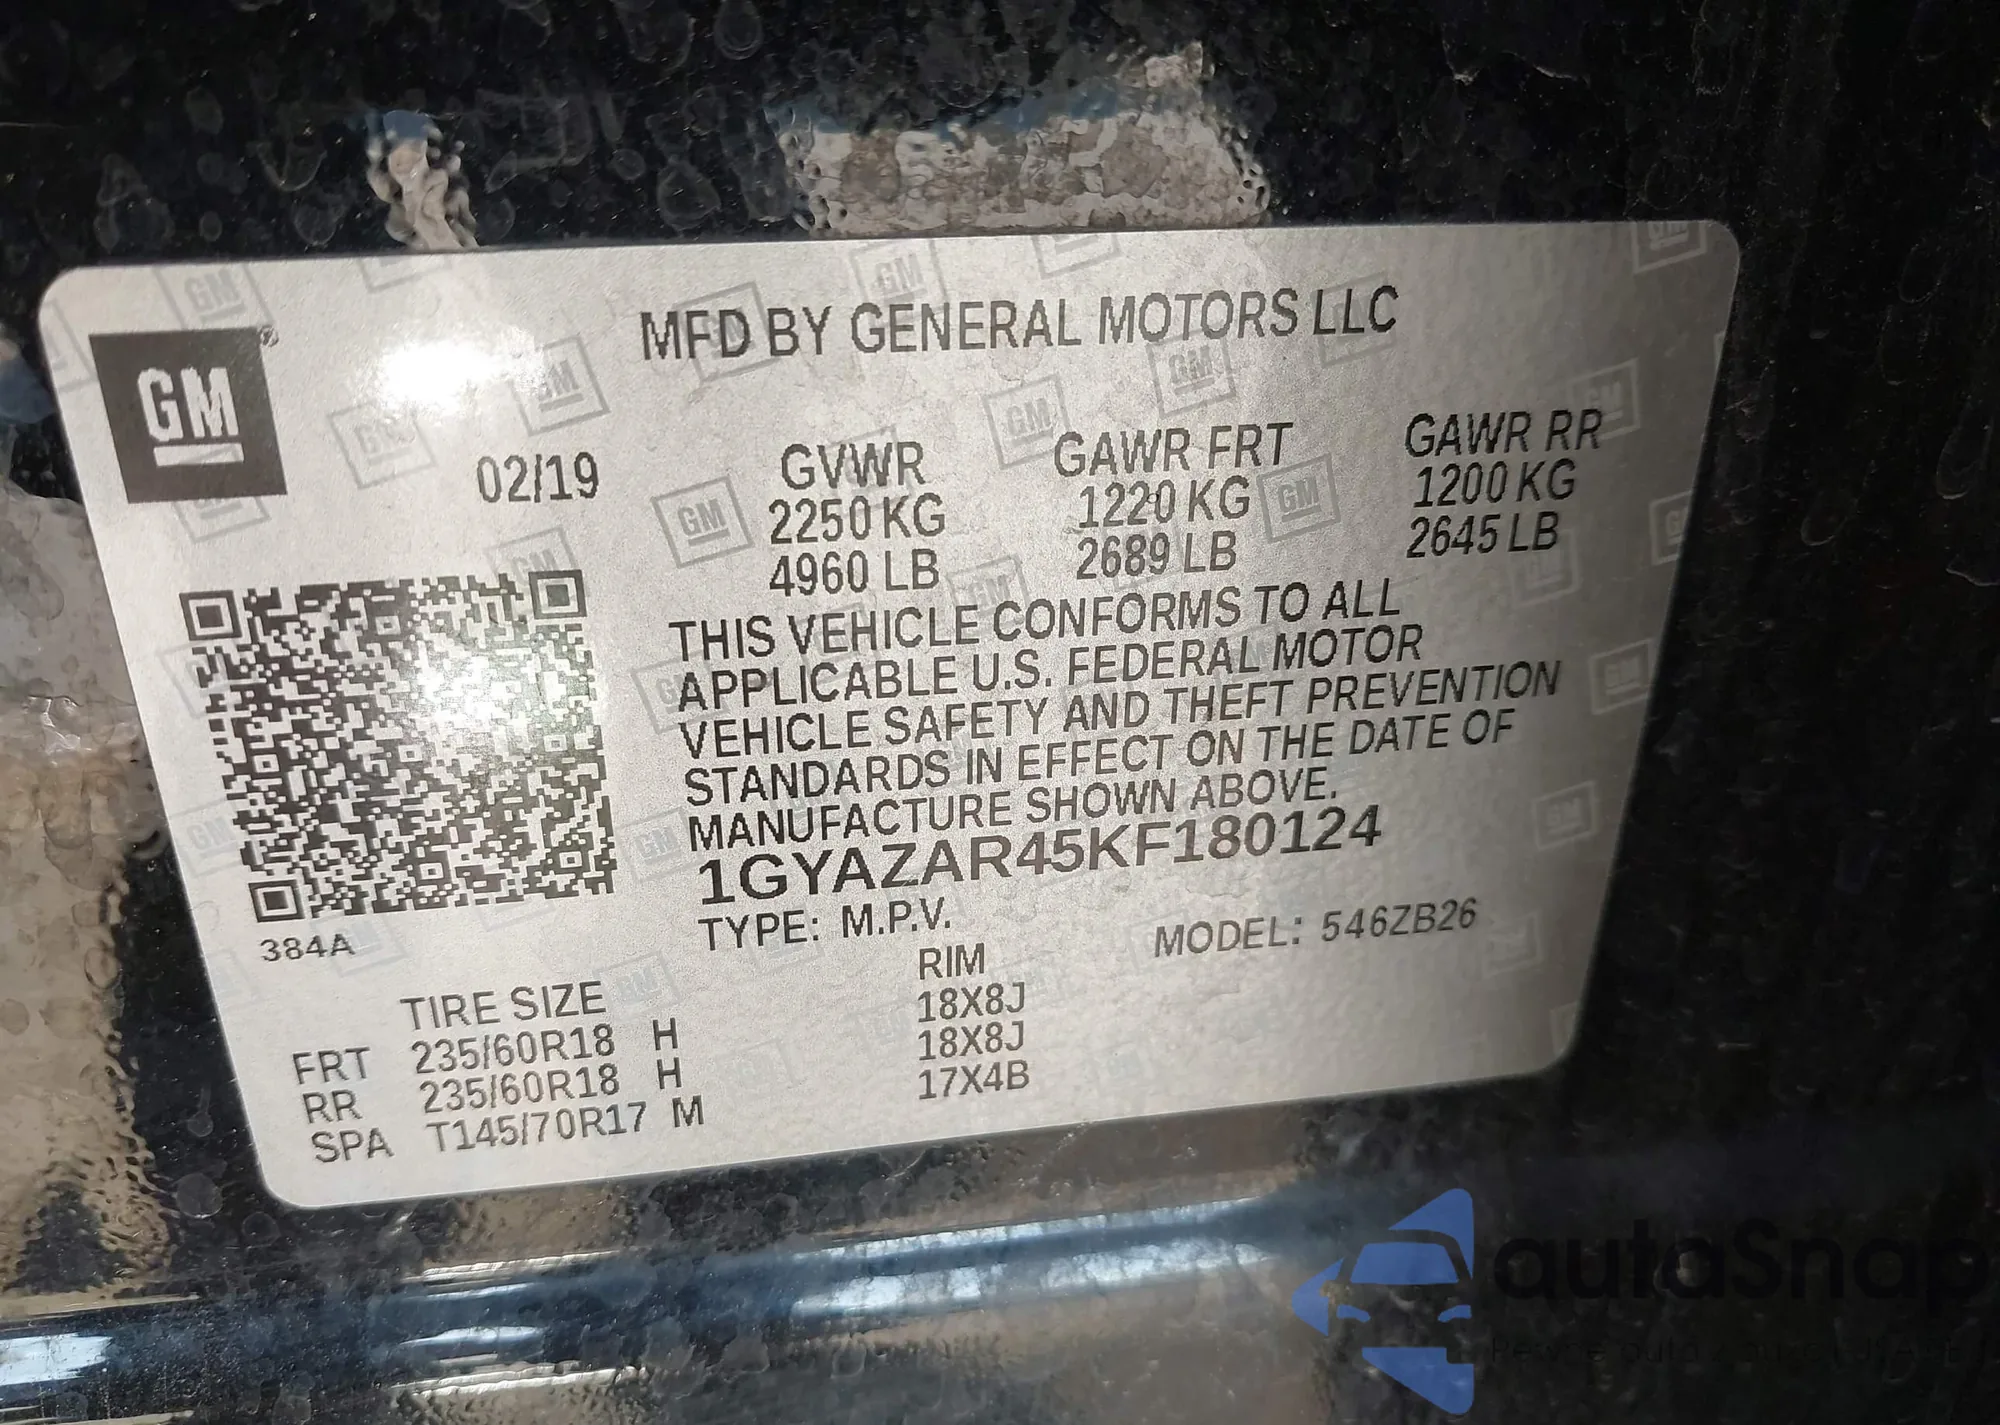 GM®
MFD BY GENERAL MOTORS LLC
02/19
GVWR GAWR FRT GAWR RR
2250 KG 1220 KG 1200 KG
4960 LB 2689 LB 2645 LB
THIS VEHICLE CONFORMS TO ALL
APPLICABLE U.S. FEDERAL MOTOR
VEHICLE SAFETY AND THEFT PREVENTION
STANDARDS IN EFFECT ON THE DATE OF
MANUFACTURE SHOWN ABOVE.
1GYAZAR45KF180124
TYPE: M.P.V. MODEL: 546ZB26
384A
TIRE SIZE RIM
FRT 235/60R18 H 18X8J
RR 235/60R18 H 18X8J
SPA T145/70R17 M 17X4B
autaSnap